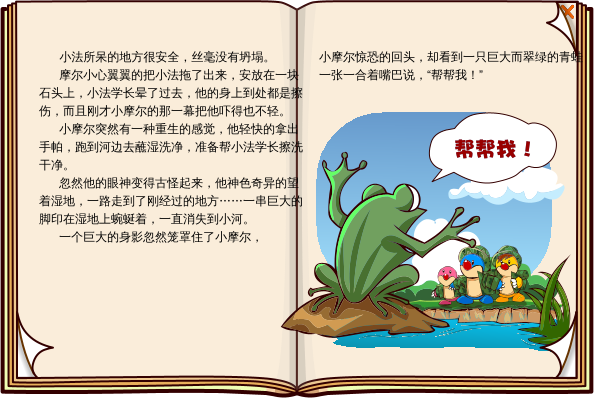 小法所呆的地方很安全，丝毫没有坍塌。
摩尔小心翼翼的把小法拖了出来，安放在一块
石头上，小法学长晕了过去，他的身上到处都是擦
伤，而且刚才小摩尔的那一幕把他吓得也不轻。
小摩尔突然有一种重生的感觉，他轻快的拿出
手帕，跑到河边去蘸湿洗净，准备帮小法学长擦洗
干净。
忽然他的眼神变得古怪起来，他神色奇异的望
着湿地，一路走到了刚经过的地方……一串巨大的
脚印在湿地上蜿蜒着，一直消失到小河。
一个巨大的身影忽然笼罩住了小摩尔，
小摩尔惊恐的回头，却看到一只巨大而翠绿的青蛙
一张一合着嘴巴说，“帮帮我！”
帮帮我！